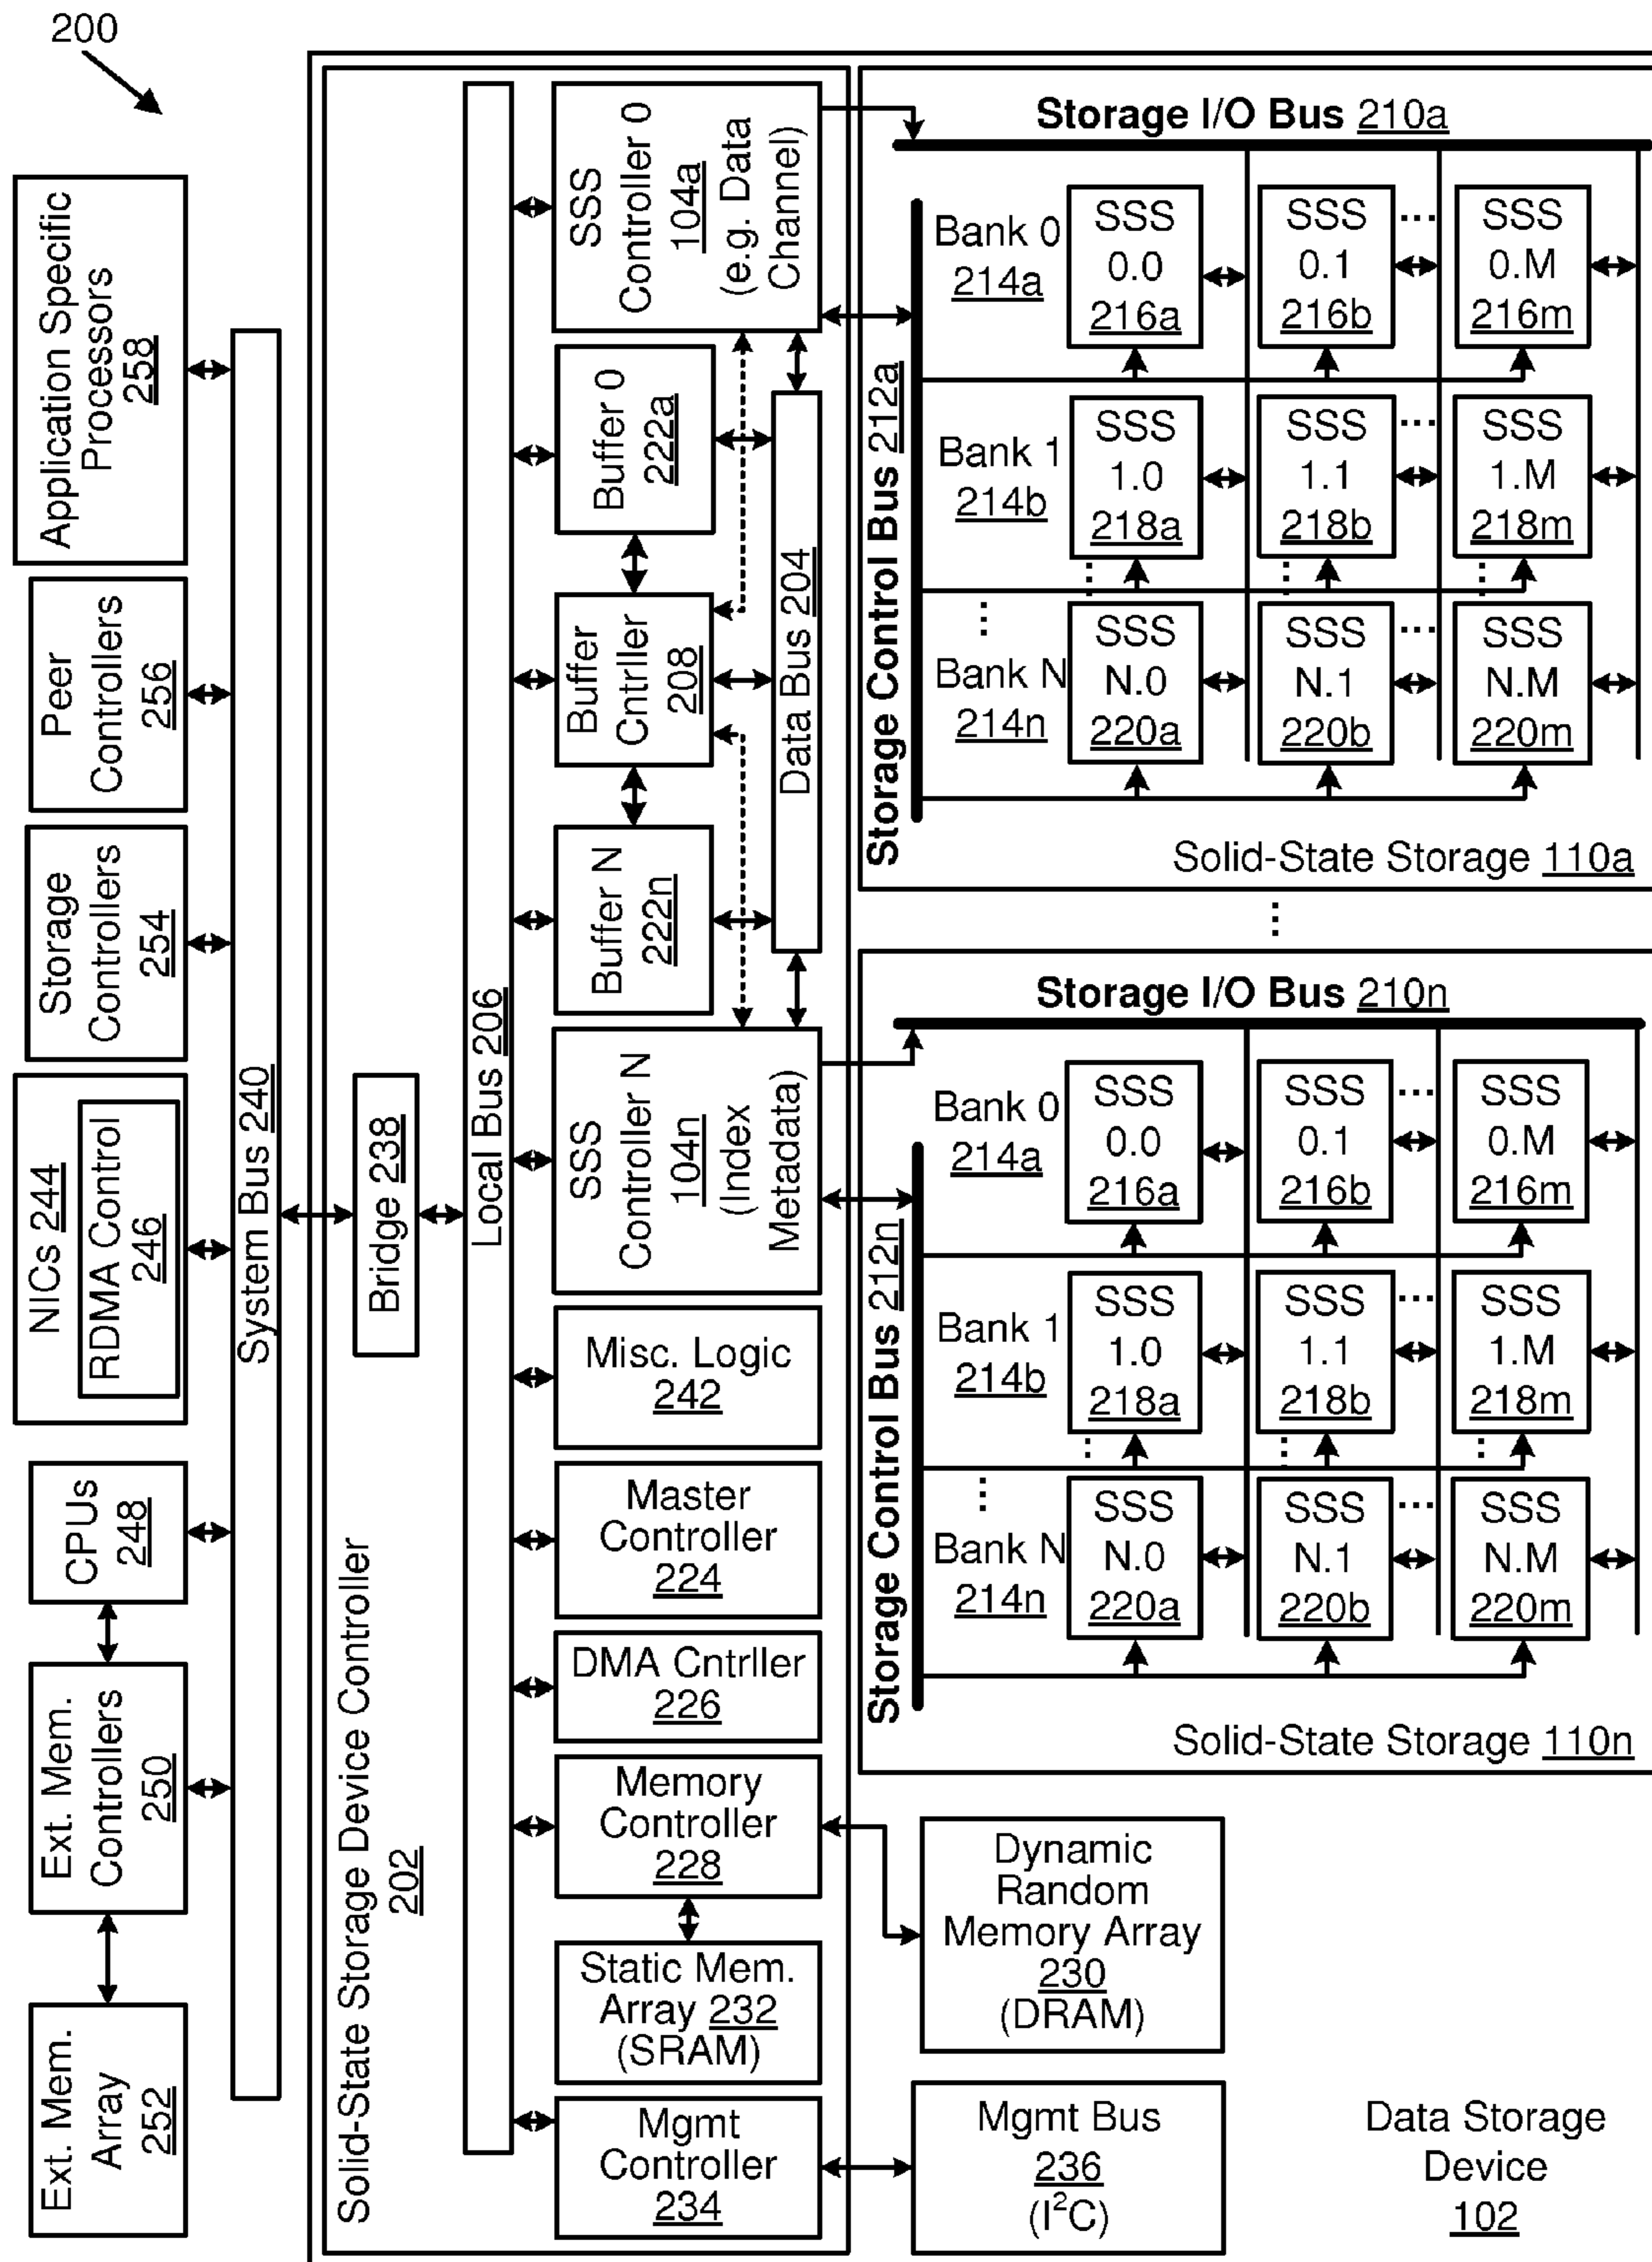 200
Application Specific
Processors
258
Peer
Controllers
256
Storage
Controllers
254
NICs 244
RDMA Control
246
CPUs
248
Ext. Mem.
Controllers
250
Ext. Mem.
Array
252
System Bus 240
Bridge 238
Solid-State Storage Device Controller
202
Local Bus 206
SSS
Controller 0
104a
(e.g. Data
Channel)
Buffer 0
222a
Buffer
Cntrller
208
Buffer N
222n
Data Bus 204
SSS
Controller N
104n
(Index
Metadata)
Misc. Logic
242
Master
Controller
224
DMA Cntrller
226
Memory
Controller
228
Static Mem.
Array 232
(SRAM)
Mgmt
Controller
234
Storage I/O Bus 210a
Storage Control Bus 212a
Bank 0
214a
SSS
0.0
216a
SSS
0.1
216b
...
SSS
0.M
216m
Bank 1
214b
SSS
1.0
218a
SSS
1.1
218b
...
SSS
1.M
218m
Bank N
214n
SSS
N.0
220a
SSS
N.1
220b
...
SSS
N.M
220m
Solid-State Storage 110a
Storage I/O Bus 210n
Storage Control Bus 212n
Bank 0
214a
SSS
0.0
216a
SSS
0.1
216b
...
SSS
0.M
216m
Bank 1
214b
SSS
1.0
218a
SSS
1.1
218b
...
SSS
1.M
218m
Bank N
214n
SSS
N.0
220a
SSS
N.1
220b
...
SSS
N.M
220m
Solid-State Storage 110n
Dynamic
Random
Memory Array
230
(DRAM)
Mgmt Bus
236
(I²C)
Data Storage
Device
102